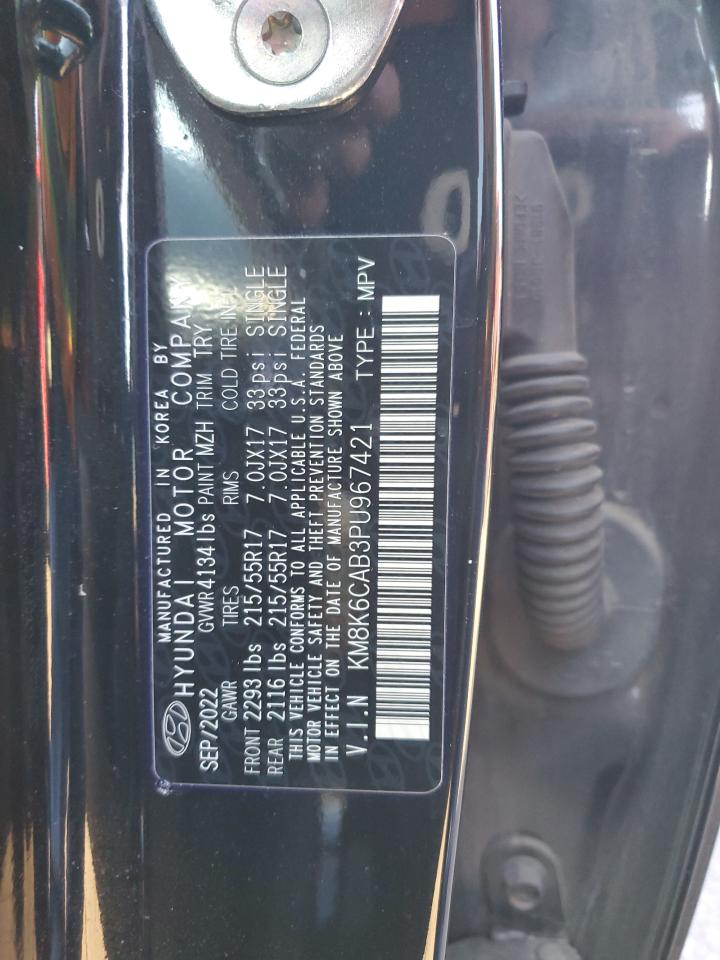 MANUFACTURED IN KOREA BY
HYUNDAI MOTOR COMPANY
SEP/2022 GVWR 4134 lbs PAINT MZH TRIM TRY
GAWR TIRES RIMS COLD TIRE
FRONT 2293 lbs 215/55R17 7.0JX17 33psi SINGLE
REAR 2116 lbs 215/55R17 7.0JX17 33psi SINGLE
THIS VEHICLE CONFORMS TO ALL APPLICABLE U.S.A. FEDERAL
MOTOR VEHICLE SAFETY AND THEFT PREVENTION STANDARDS
IN EFFECT ON THE DATE OF MANUFACTURE SHOWN ABOVE
V.I.N KM8K6CAB3PU967421 TYPE : MPV